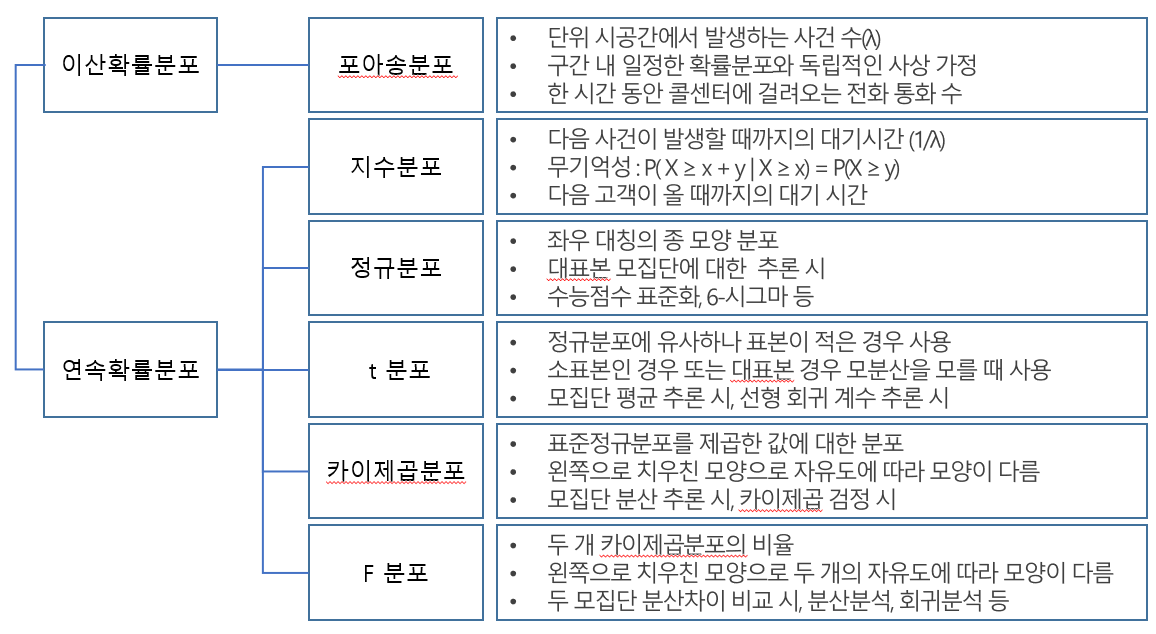 이산확률분포
포아송분포
• 단위 시공간에서 발생하는 사건 수(λ)
• 구간 내 일정한 확률분포와 독립적인 사상 가정
• 한 시간 동안 콜센터에 걸려오는 전화 통화 수
지수분포
• 다음 사건이 발생할 때까지의 대기시간 (1/λ)
• 무기억성 : P( X ≥ x + y | X ≥ x) = P(X ≥ y)
• 다음 고객이 올 때까지의 대기 시간
정규분포
• 좌우 대칭의 종 모양 분포
• 대표본 모집단에 대한 추론 시
• 수능점수 표준화, 6-시그마 등
연속확률분포
t 분포
• 정규분포에 유사하나 표본이 적은 경우 사용
• 소표본인 경우 또는 대표본 경우 모분산을 모를 때 사용
• 모집단 평균 추론 시, 선형 회귀 계수 추론 시
카이제곱분포
• 표준정규분포를 제곱한 값에 대한 분포
• 왼쪽으로 치우친 모양으로 자유도에 따라 모양이 다름
• 모집단 분산 추론 시, 카이제곱 검정 시
F 분포
• 두 개 카이제곱분포의 비율
• 왼쪽으로 치우친 모양으로 두 개의 자유도에 따라 모양이 다름
• 두 모집단 분산차이 비교 시, 분산분석, 회귀분석 등